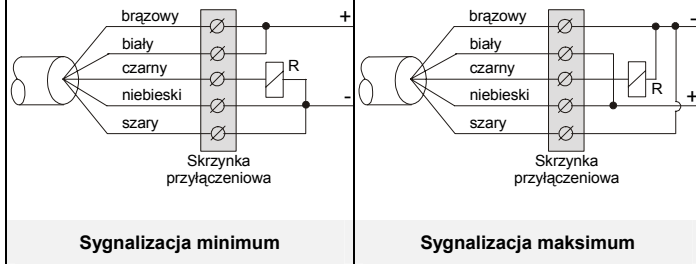 brązowy
+
biały
czarny
R
niebieski
-
szary
Skrzynka
przyłączeniowa
Sygnalizacja minimum
brązowy
-
biały
czarny
R
niebieski
+
szary
Skrzynka
przyłączeniowa
Sygnalizacja maksimum